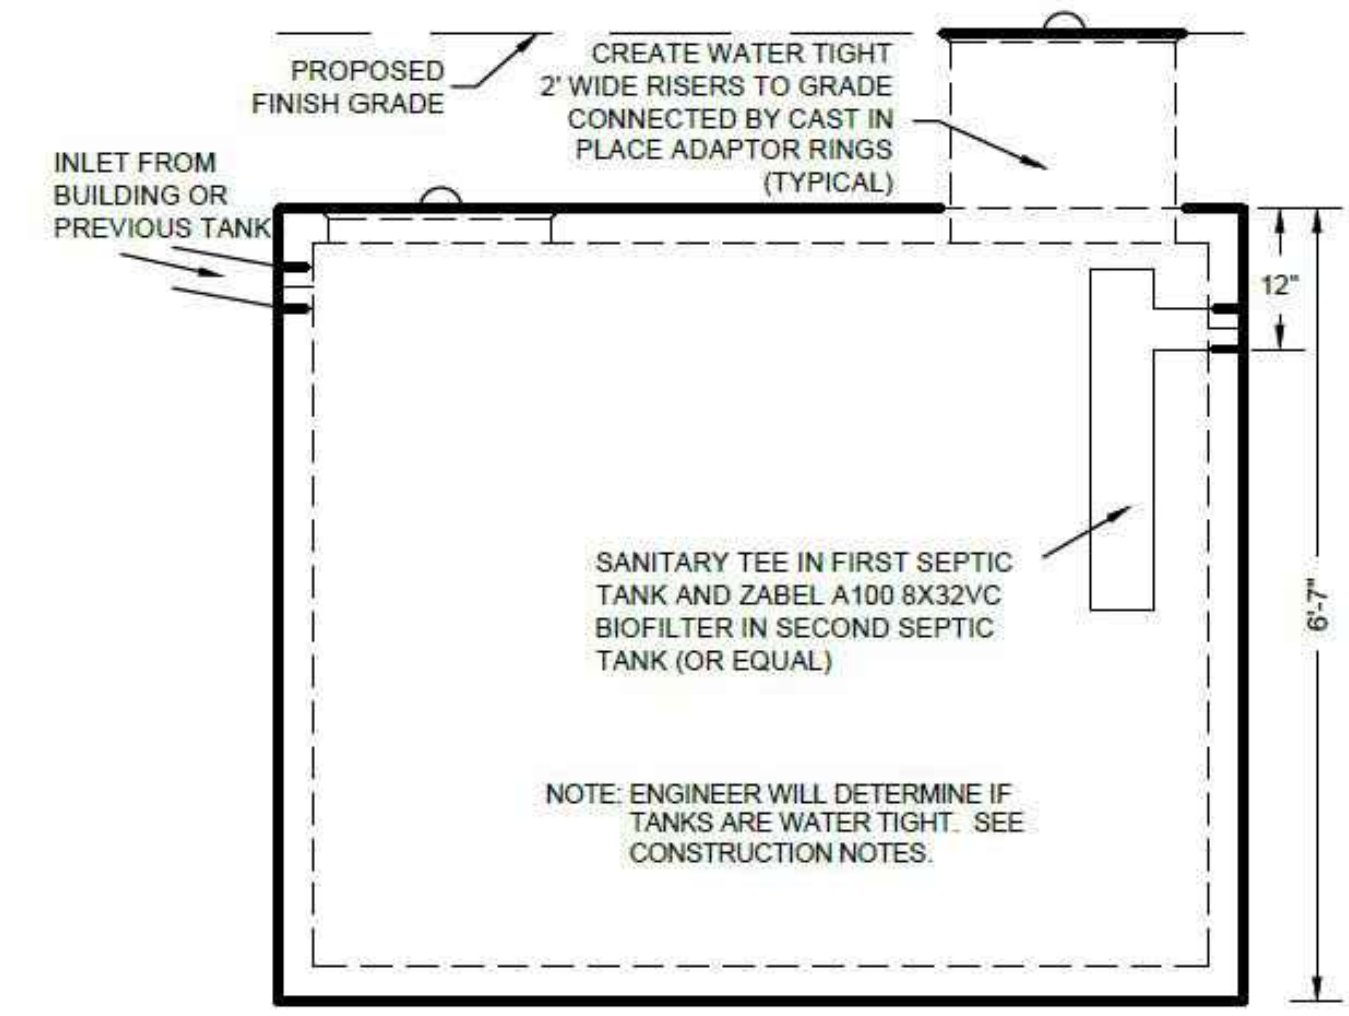 PROPOSED
FINISH GRADE
CREATE WATER TIGHT
2' WIDE RISERS TO GRADE
CONNECTED BY CAST IN
PLACE ADAPTOR RINGS
(TYPICAL)
INLET FROM
BUILDING OR
PREVIOUS TANK
12"
6'-7"
SANITARY TEE IN FIRST SEPTIC
TANK AND ZABEL A100 8X32VC
BIOFILTER IN SECOND SEPTIC
TANK (OR EQUAL)
NOTE: ENGINEER WILL DETERMINE IF
TANKS ARE WATER TIGHT. SEE
CONSTRUCTION NOTES.